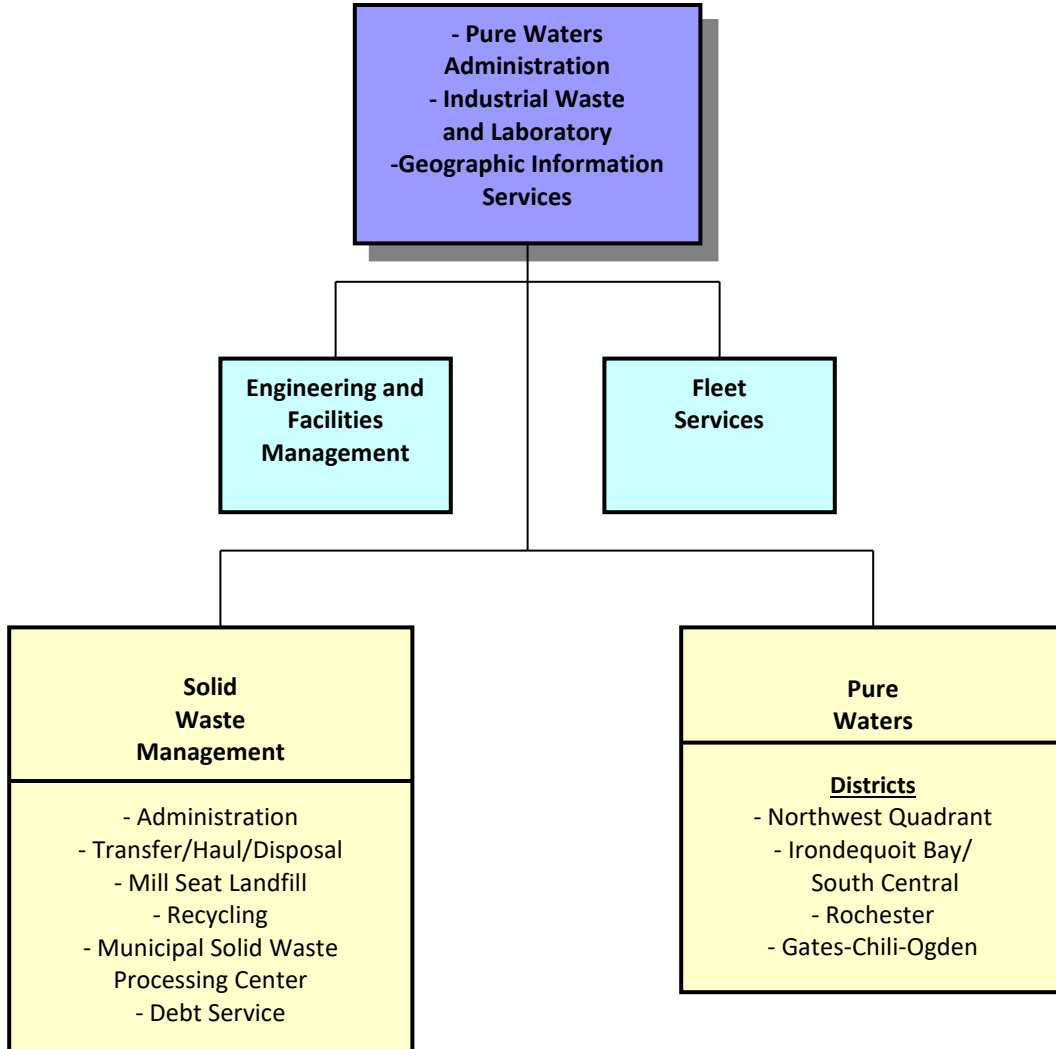 - Pure Waters
Administration
- Industrial Waste
and Laboratory
-Geographic Information
Services
Engineering and
Facilities
Management
Fleet
Services
Solid
Waste
Management
- Administration
- Transfer/Haul/Disposal
- Mill Seat Landfill
- Recycling
- Municipal Solid Waste
Processing Center
- Debt Service
Pure
Waters
Districts
- Northwest Quadrant
- Irondequoit Bay/
South Central
- Rochester
- Gates-Chili-Ogden